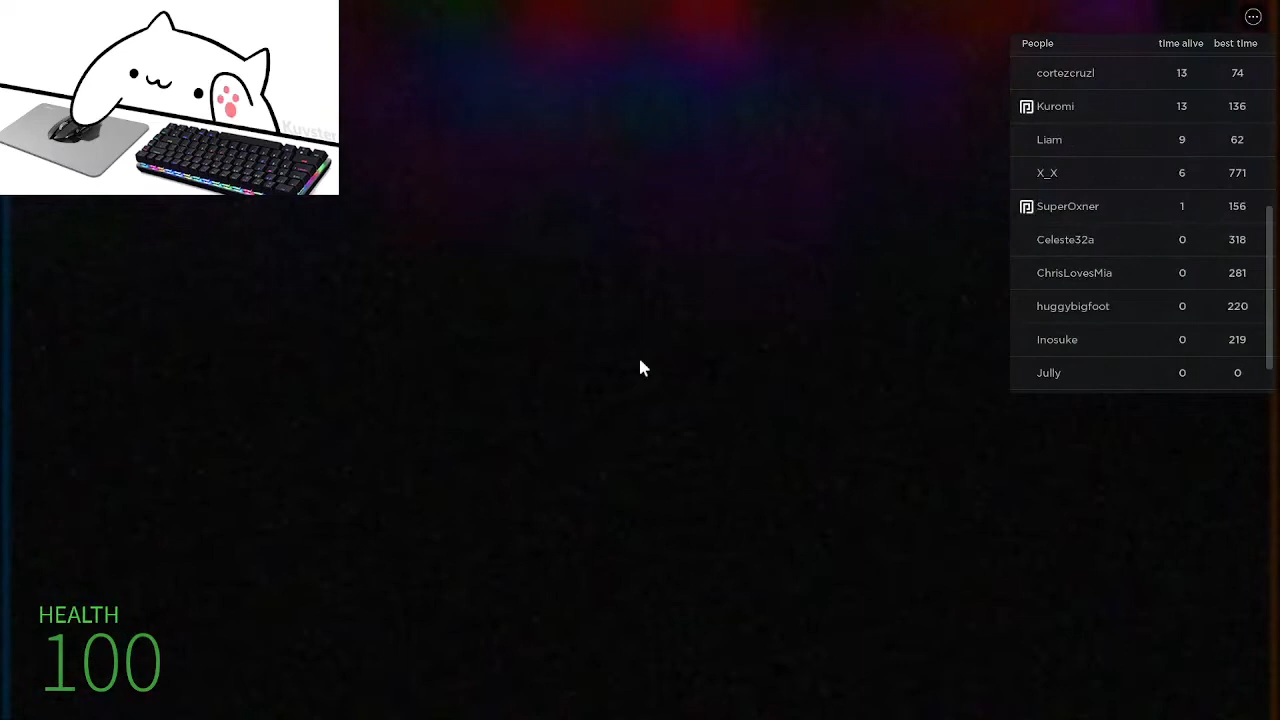 Kuvster
People time alive best time
cortezcruzl 13 74
Kuromi 13 136
Liam 9 62
X_X 6 771
SuperOxner 1 156
Celeste32a 0 318
ChrisLovesMia 0 281
huggybigfoot 0 220
Inosuke 0 219
Jully 0 0
HEALTH
100